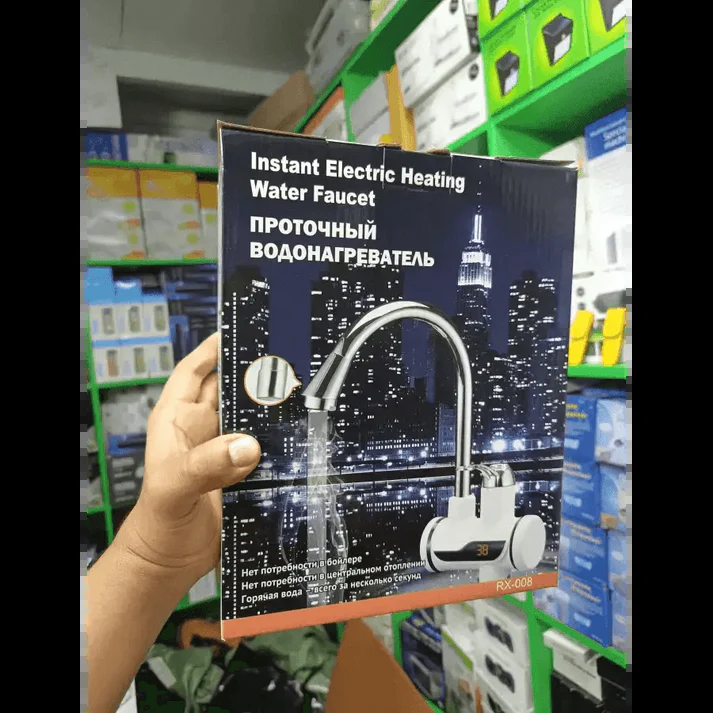 Instant Electric Heating
Water Faucet
ПРОТОЧНЫЙ
ВОДОНАГРЕВАТЕЛЬ
38
Нет потребности в бойлере
Нет потребности в центральном отоплении
Горячая вода – всего за несколько секунд
RX-008